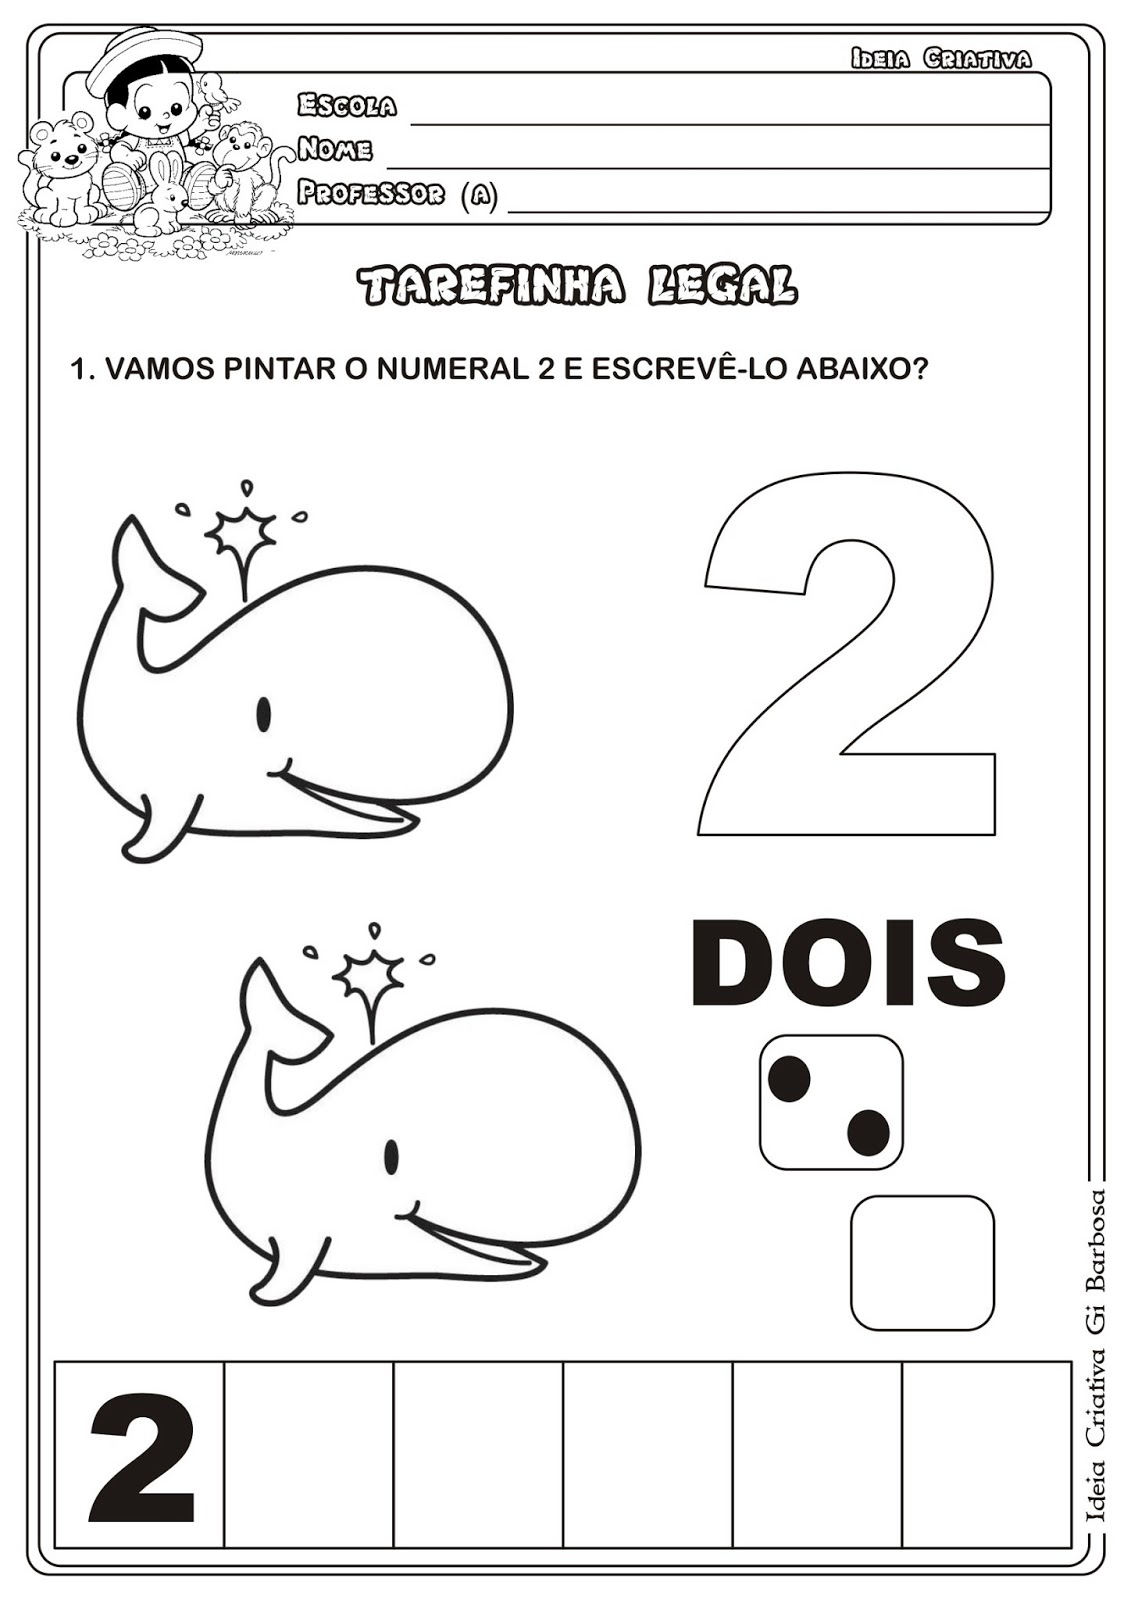 IDEIA CRIATIVA
ESCOLA
NOME
PROFESSOR (A)
TAREFINHA LEGAL
1. VAMOS PINTAR O NUMERAL 2 E ESCREVÊ-LO ABAIXO?
2
DOIS
2
Ideia Criativa Gi Barbosa